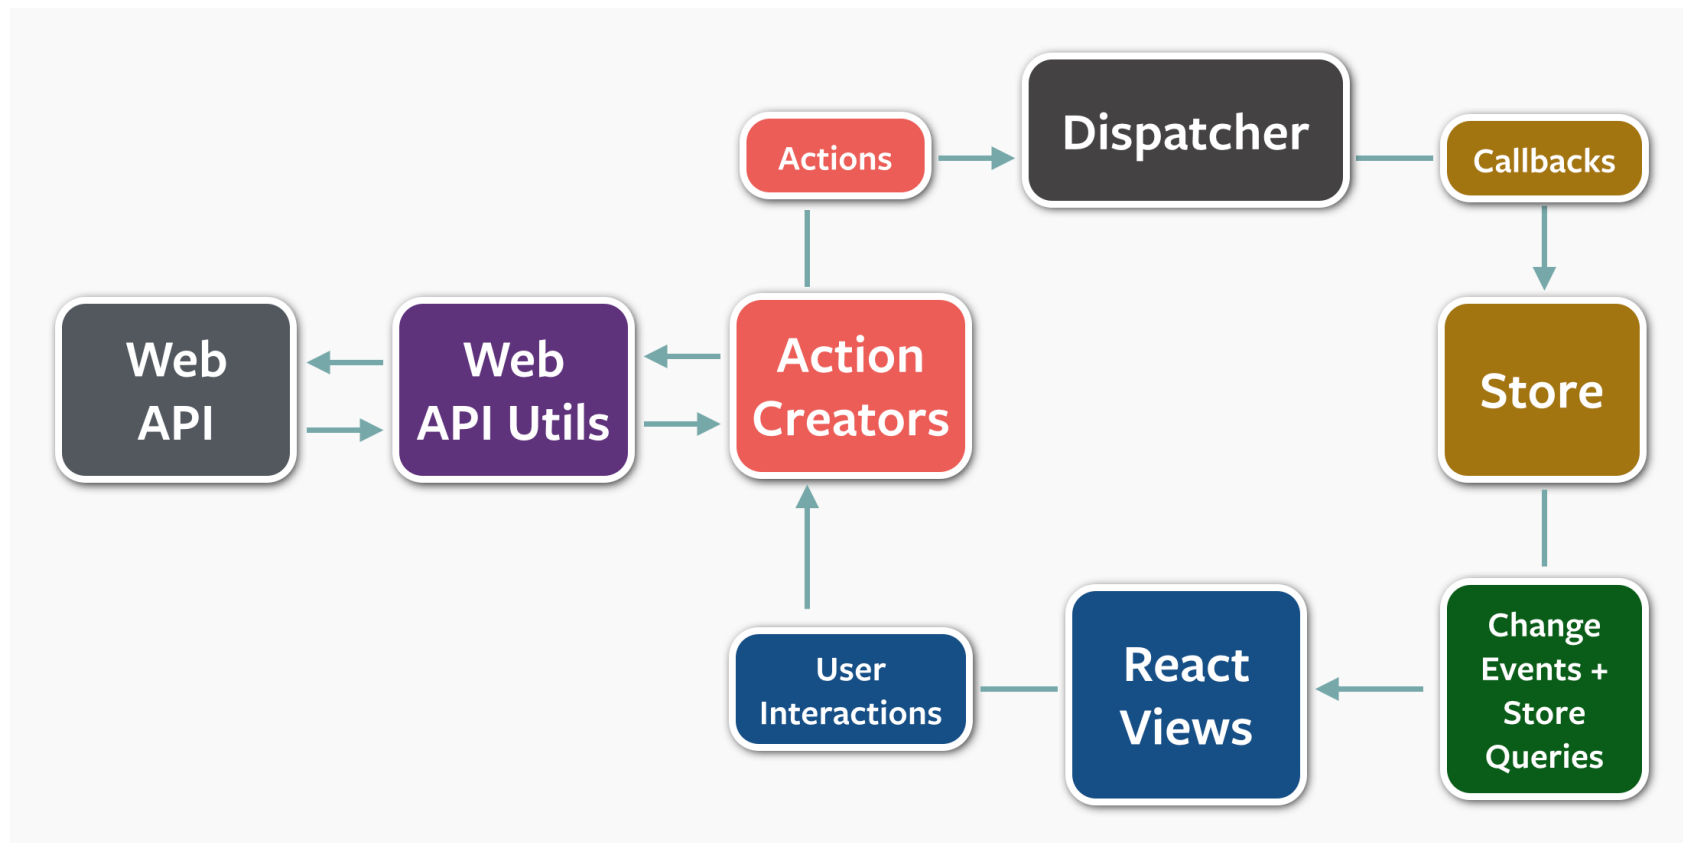 Dispatcher
Actions
Callbacks
Web
API
Web
API Utils
Action
Creators
Store
User
Interactions
React
Views
Change
Events +
Store
Queries